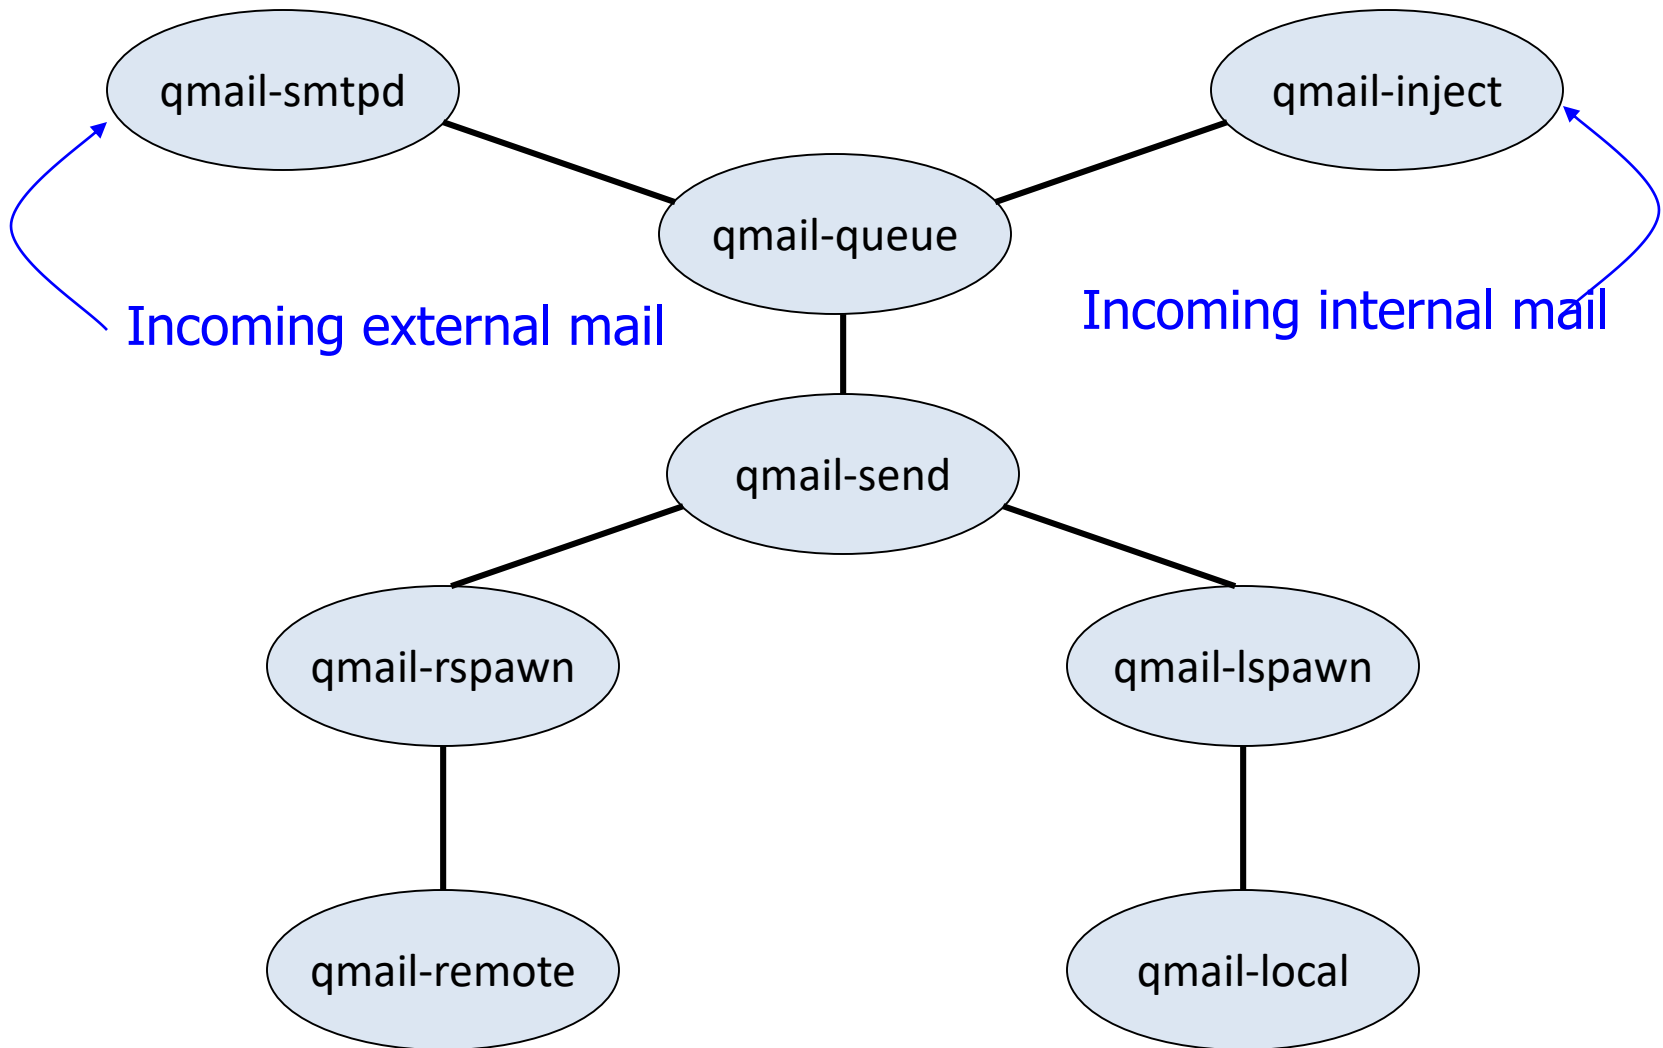 qmail-smtpd
qmail-inject
qmail-queue
Incoming external mail
Incoming internal mail
qmail-send
qmail-rspawn
qmail-lspawn
qmail-remote
qmail-local